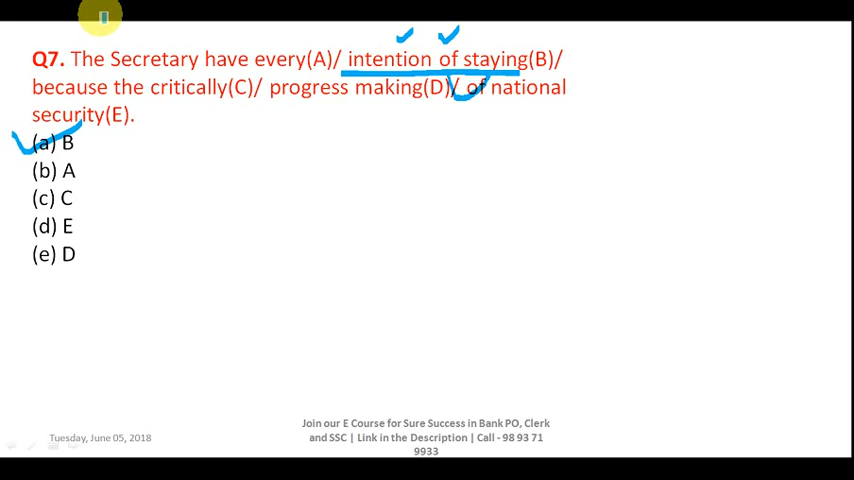 Q7. The Secretary have every(A)/ intention of staying(B)/
because the critically(C)/ progress making(D)/ of national
security(E).
(a) B
(b) A
(c) C
(d) E
(e) D
Tuesday, June 05, 2018
Join our E Course for Sure Success in Bank PO, Clerk
and SSC | Link in the Description | Call - 98 93 71
9933